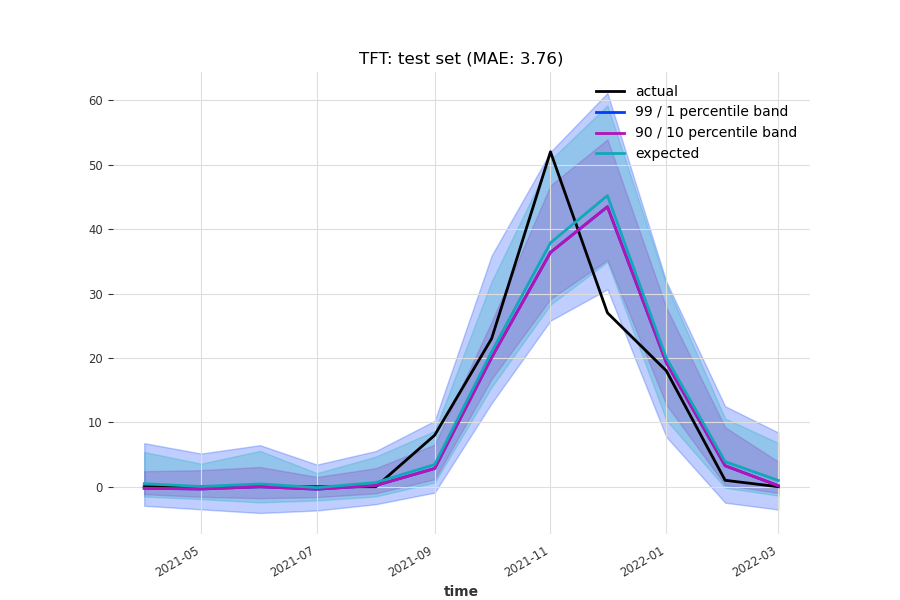 TFT: test set (MAE: 3.76)
actual
99 / 1 percentile band
90 / 10 percentile band
expected
60
50
40
30
20
10
0
2021-05
2021-07
2021-09
2021-11
2022-01
2022-03
time